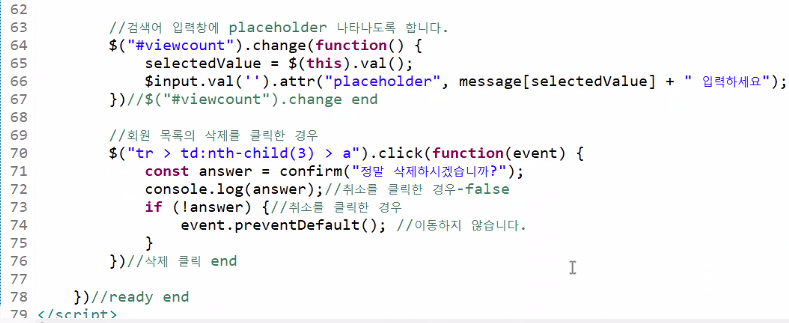 62
63 //검색어 입력창에 placeholder 나타나도록 합니다.
64 $("#viewcount").change(function() {
65 selectedValue = $(this).val();
66 $input.val('').attr("placeholder", message[selectedValue] + " 입력하세요");
67 })//$("#viewcount").change end
68
69 //회원 목록의 삭제를 클릭한 경우
70 $("tr > td:nth-child(3) > a").click(function(event) {
71 const answer = confirm("정말 삭제하시겠습니까?");
72 console.log(answer);//취소를 클릭한 경우-false
73 if (!answer) {//취소를 클릭한 경우
74 event.preventDefault(); //이동하지 않습니다.
75 }
76 })//삭제 클릭 end
77
78 })//ready end
79 </script>